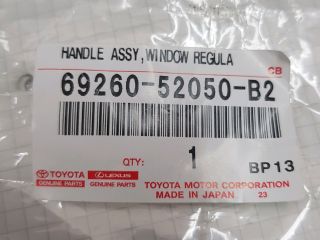 HANDLE ASSY,WINDOW REGULA
CB
69260-52050-B2
QTY: 1 BP13
TOYOTA LEXUS
GENUINE PARTS GENUINE PARTS
TOYOTA MOTOR CORPORATION
MADE IN JAPAN 23